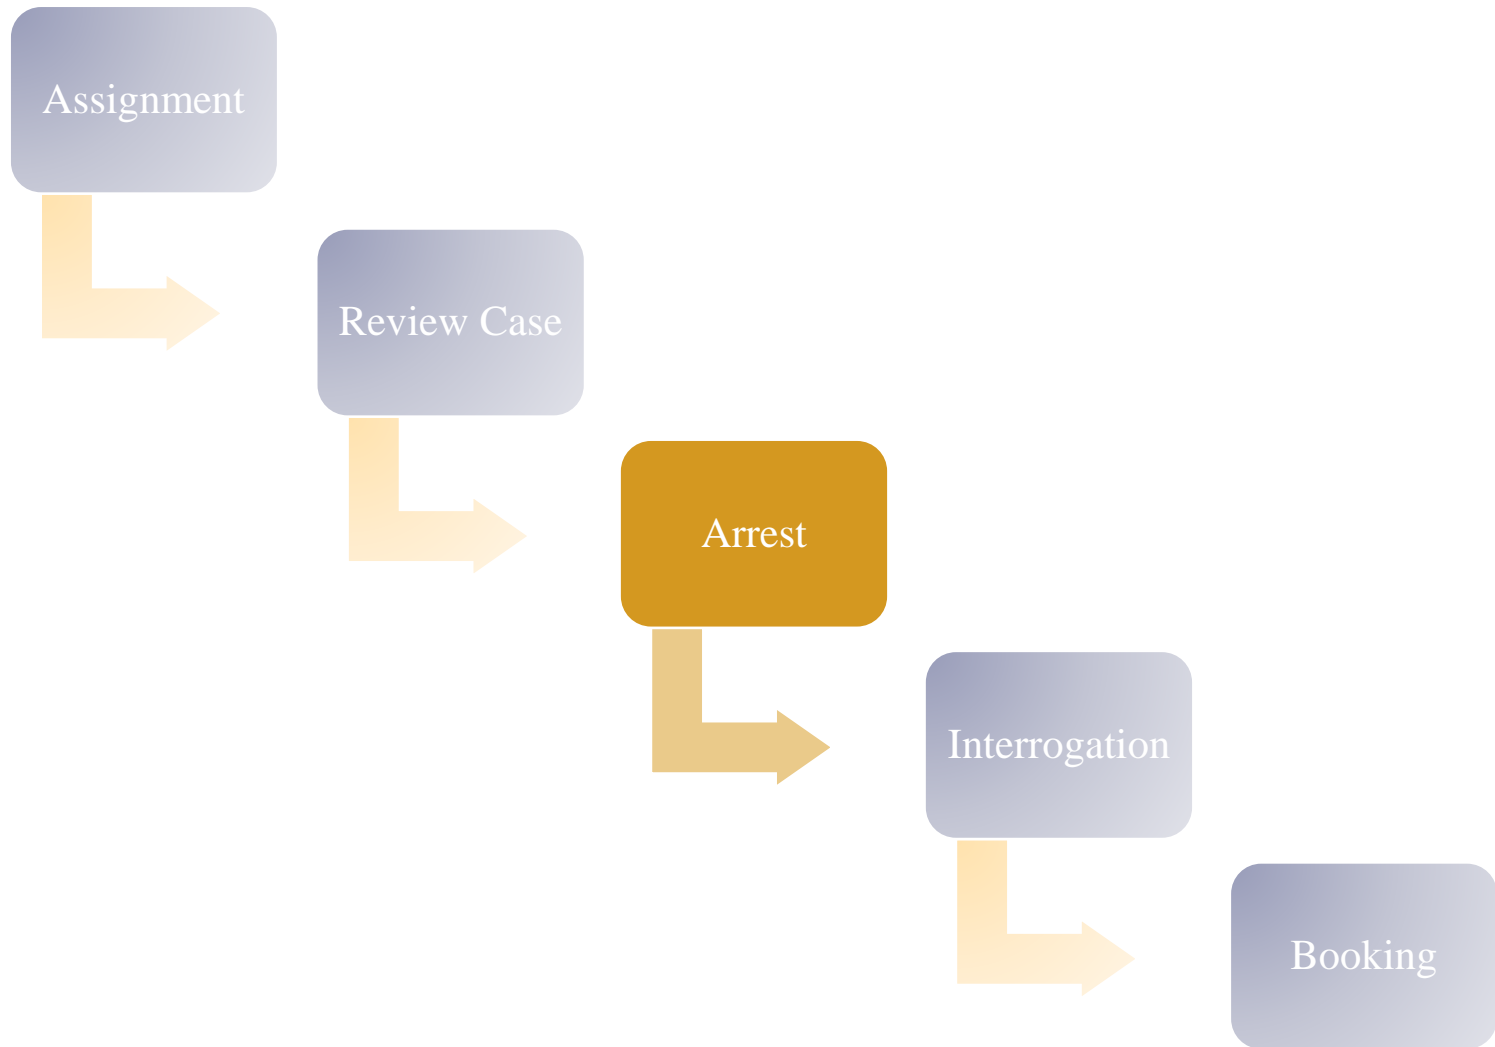 Assignment
Review Case
Arrest
Interrogation
Booking